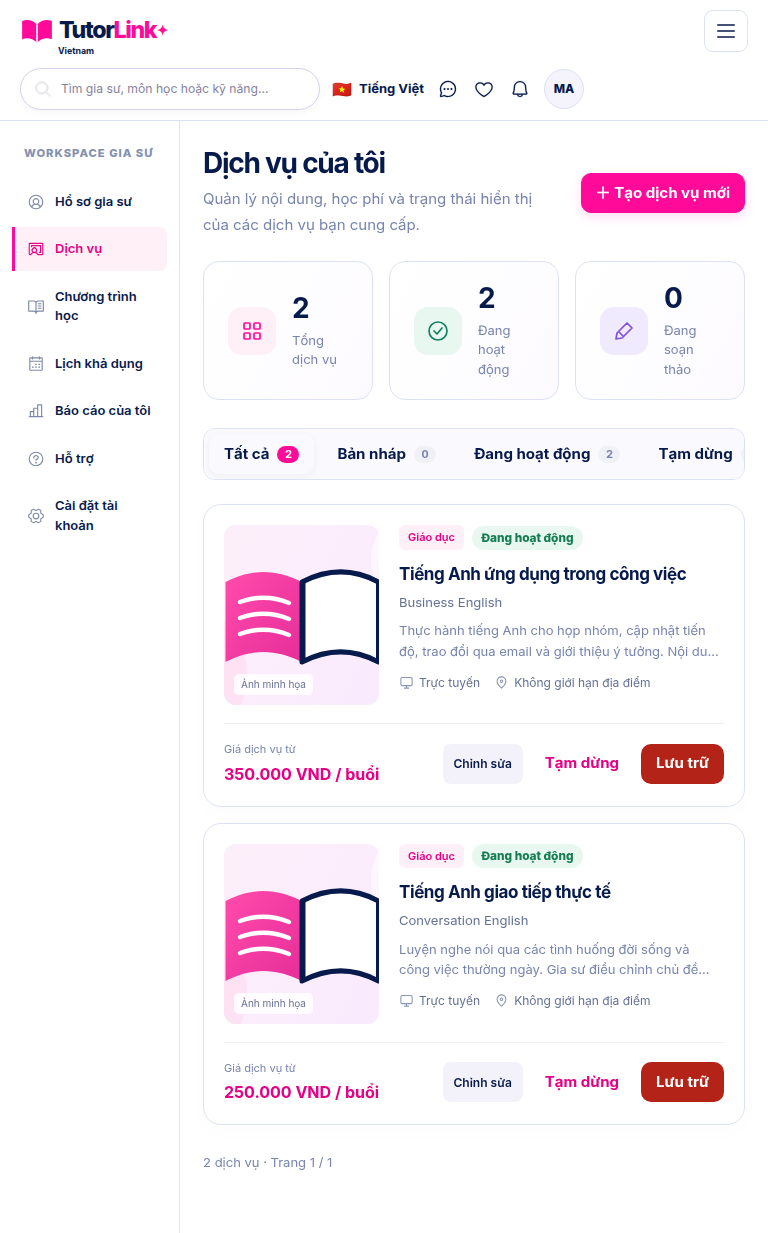 TutorLink
Vietnam
Tìm gia sư, môn học hoặc kỹ năng...
Tiếng Việt
MA
WORKSPACE GIA SƯ
Hồ sơ gia sư
Dịch vụ
Chương trình
học
Lịch khả dụng
Báo cáo của tôi
Hỗ trợ
Cài đặt tài
khoản
Dịch vụ của tôi
Quản lý nội dung, học phí và trạng thái hiển thị
của các dịch vụ bạn cung cấp.
Tạo dịch vụ mới
2
Tổng
dịch vụ
2
Đang
hoạt
động
0
Đang
soạn
thảo
Tất cả 2
Bản nháp 0
Đang hoạt động 2
Tạm dừng
Giáo dục
Đang hoạt động
Tiếng Anh ứng dụng trong công việc
Business English
Thực hành tiếng Anh cho họp nhóm, cập nhật tiến
độ, trao đổi qua email và giới thiệu ý tưởng. Nội du...
Trực tuyến
Không giới hạn địa điểm
Ảnh minh họa
Giá dịch vụ từ
350.000 VND / buổi
Chỉnh sửa
Tạm dừng
Lưu trữ
Giáo dục
Đang hoạt động
Tiếng Anh giao tiếp thực tế
Conversation English
Luyện nghe nói qua các tình huống đời sống và
công việc thường ngày. Gia sư điều chỉnh chủ đề...
Trực tuyến
Không giới hạn địa điểm
Ảnh minh họa
Giá dịch vụ từ
250.000 VND / buổi
Chỉnh sửa
Tạm dừng
Lưu trữ
2 dịch vụ · Trang 1 / 1